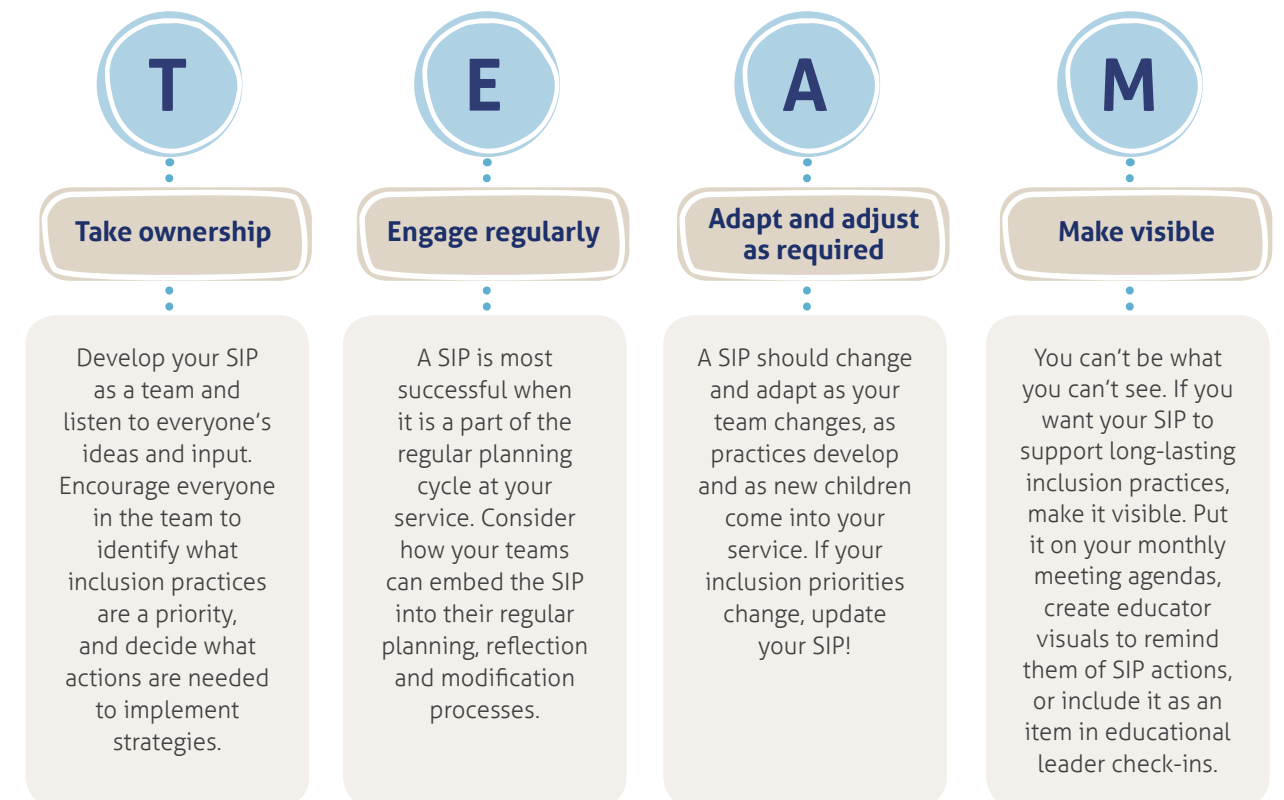 T
Take ownership
Develop your SIP
as a team and
listen to everyone's
ideas and input.
Encourage everyone
in the team to
identify what
inclusion practices
are a priority,
and decide what
actions are needed
to implement
strategies.
E
Engage regularly
A SIP is most
successful when
it is a part of the
regular planning
cycle at your
service. Consider
how your teams
can embed the SIP
into their regular
planning, reflection
and modification
processes.
A
Adapt and adjust
as required
A SIP should change
and adapt as your
team changes, as
practices develop
and as new children
come into your
service. If your
inclusion priorities
change, update
your SIP!
M
Make visible
You can't be what
you can't see. If you
want your SIP to
support long-lasting
inclusion practices,
make it visible. Put
it on your monthly
meeting agendas,
create educator
visuals to remind
them of SIP actions,
or include it as an
item in educational
leader check-ins.